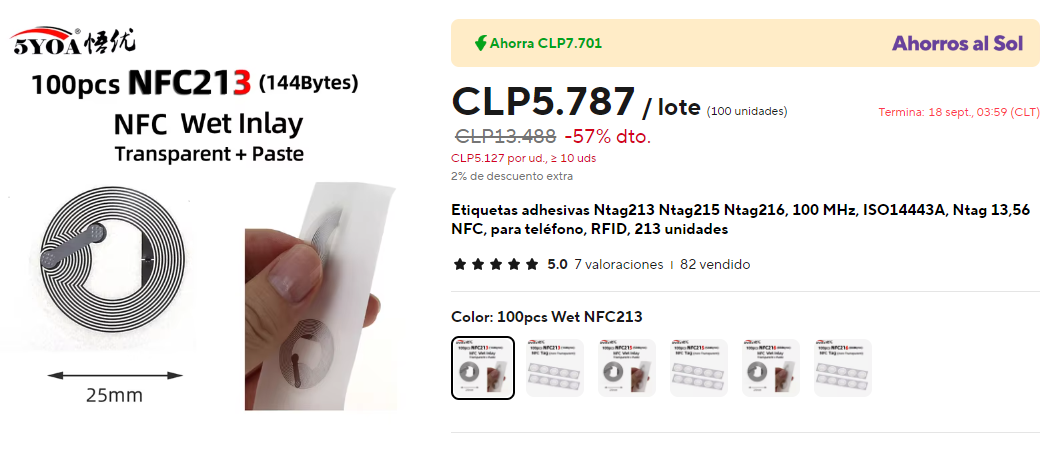 5YOA®悟优
100pcs NFC213 (144Bytes)
NFC Wet Inlay
Transparent + Paste
25mm
Ahorra CLP7.701
Ahorros al Sol
CLP5.787 / lote (100 unidades)
Termina: 18 sept., 03:59 (CLT)
CLP13.488 -57% dto.
CLP5.127 por ud., ≥ 10 uds
2% de descuento extra
Etiquetas adhesivas Ntag213 Ntag215 Ntag216, 100 MHz, ISO14443A, Ntag 13,56
NFC, para teléfono, RFID, 213 unidades
5.0 7 valoraciones | 82 vendido
Color: 100pcs Wet NFC213